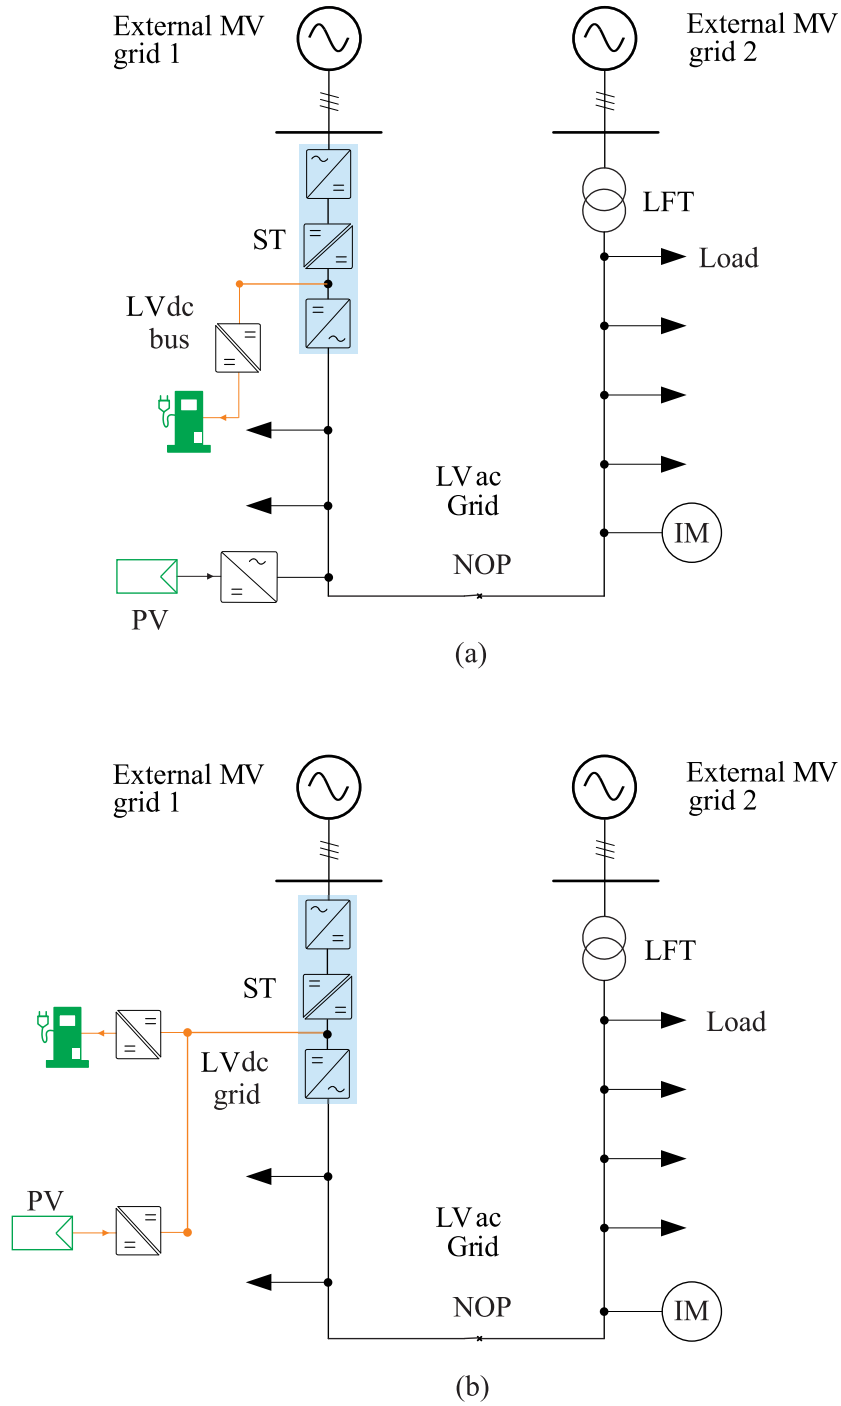 External MV
grid 1
External MV
grid 2
LFT
ST
Load
LVdc
bus
LVac
Grid
IM
NOP
PV
(a)
External MV
grid 1
External MV
grid 2
LFT
ST
Load
LVdc
grid
PV
LVac
Grid
NOP
IM
(b)